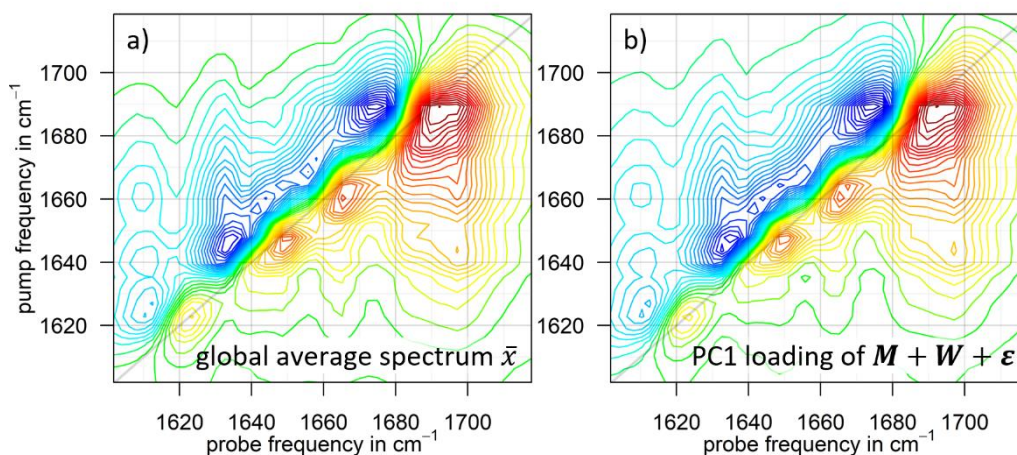 a)
1700
1680
1660
1640
1620
pump frequency in cm⁻¹
global average spectrum x̄
1620 1640 1660 1680 1700
probe frequency in cm⁻¹
b)
1700
1680
1660
1640
1620
PC1 loading of M + W + ε
1620 1640 1660 1680 1700
probe frequency in cm⁻¹